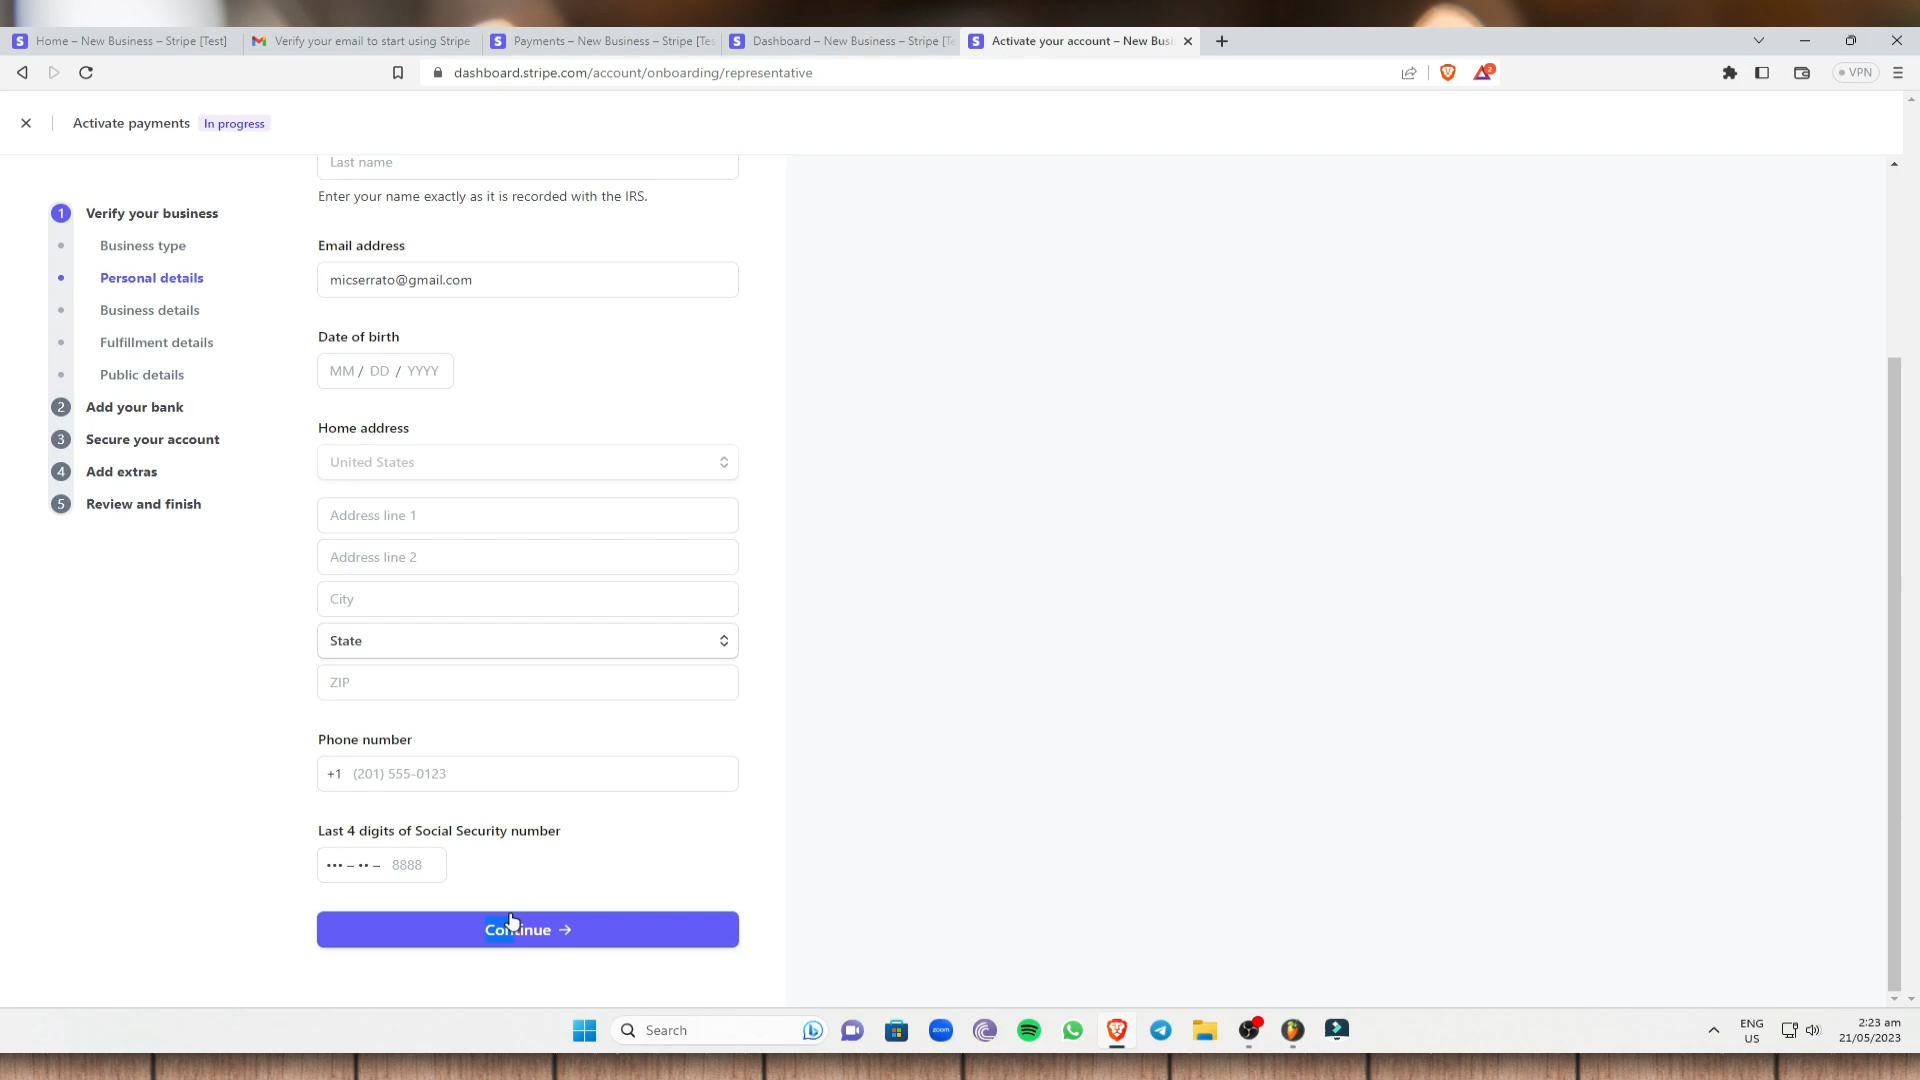 Home – New Business – Stripe [Test]
Verify your email to start using Stripe
Payments – New Business – Stripe [Tes
Dashboard – New Business – Stripe [Te
Activate your account – New Busi
dashboard.stripe.com/account/onboarding/representative
2
VPN
Activate payments
In progress
Last name
Enter your name exactly as it is recorded with the IRS.
1 Verify your business
Business type
Personal details
Business details
Fulfillment details
Public details
2 Add your bank
3 Secure your account
4 Add extras
5 Review and finish
Email address
micserrato@gmail.com
Date of birth
MM / DD / YYYY
Home address
United States
Address line 1
Address line 2
City
State
ZIP
Phone number
+1 (201) 555-0123
Last 4 digits of Social Security number
••• – •• – 8888
Continue →
Search
zoom
ENG
US
2:23 am
21/05/2023